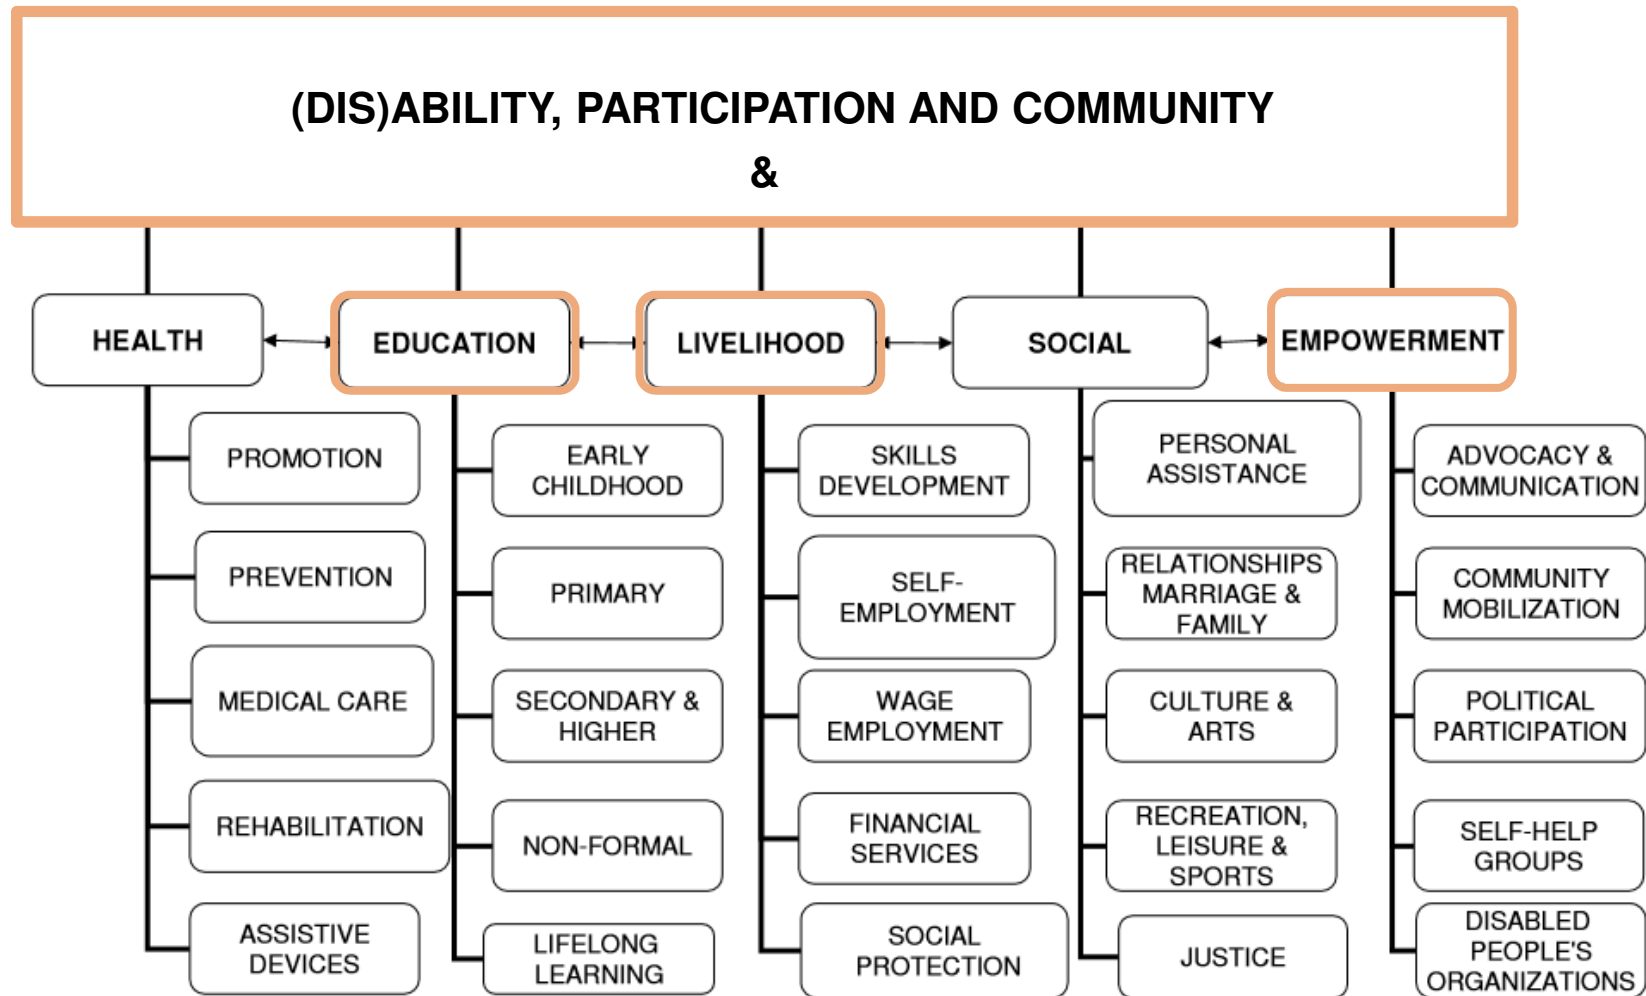 (DIS)ABILITY, PARTICIPATION AND COMMUNITY
&
HEALTH
EDUCATION
LIVELIHOOD
SOCIAL
EMPOWERMENT
PROMOTION
PREVENTION
MEDICAL CARE
REHABILITATION
ASSISTIVE
DEVICES
EARLY
CHILDHOOD
PRIMARY
SECONDARY &
HIGHER
NON-FORMAL
LIFELONG
LEARNING
SKILLS
DEVELOPMENT
SELF-
EMPLOYMENT
WAGE
EMPLOYMENT
FINANCIAL
SERVICES
SOCIAL
PROTECTION
PERSONAL
ASSISTANCE
RELATIONSHIPS
MARRIAGE &
FAMILY
CULTURE &
ARTS
RECREATION,
LEISURE &
SPORTS
JUSTICE
ADVOCACY &
COMMUNICATION
COMMUNITY
MOBILIZATION
POLITICAL
PARTICIPATION
SELF-HELP
GROUPS
DISABLED
PEOPLE'S
ORGANIZATIONS